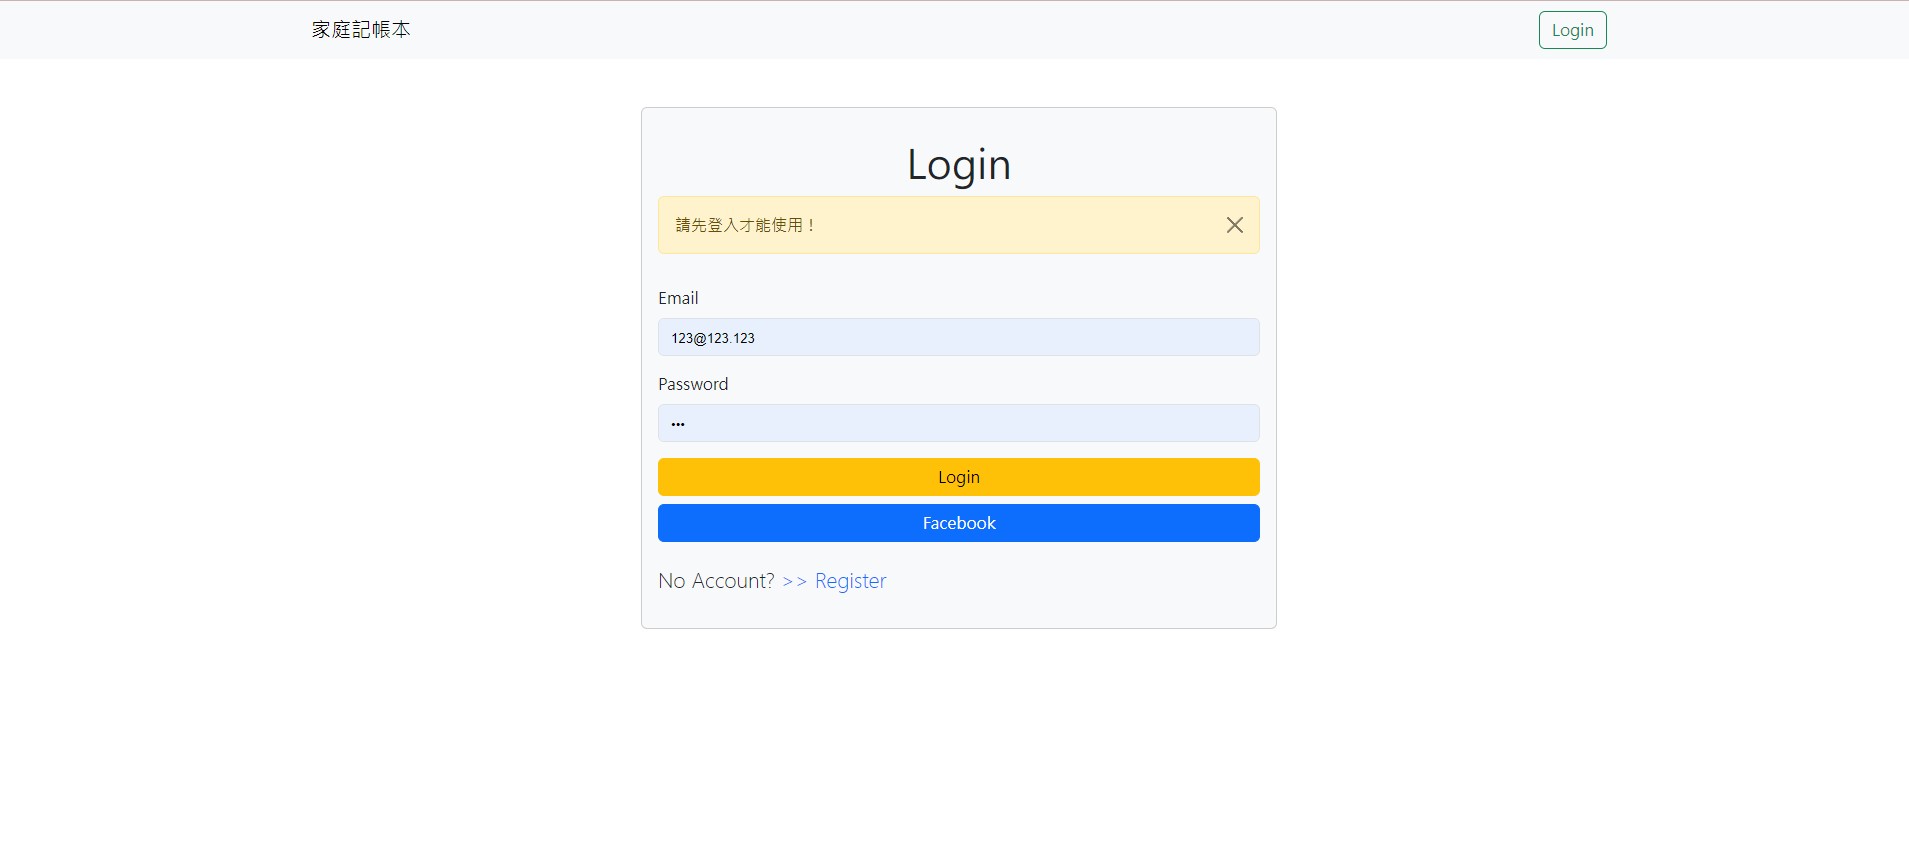 家庭記帳本
Login
Login
請先登入才能使用！
Email
123@123.123
Password
•••
Login
Facebook
No Account? >> Register